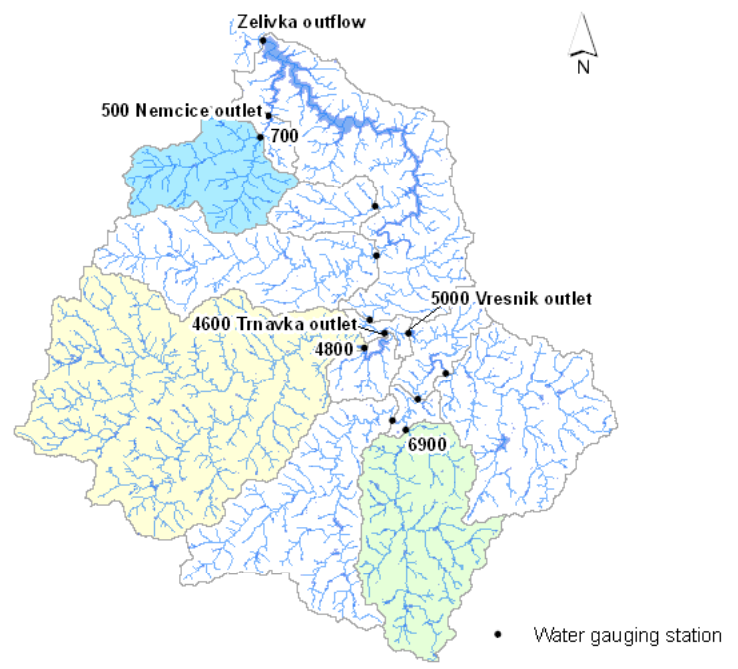 Zelivka outflow
N
500 Nemcice outlet
700
5000 Vresnik outlet
4600 Trnavka outlet
4800
6900
Water gauging station